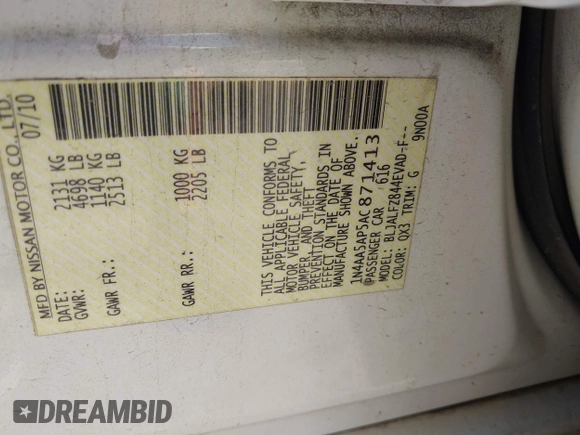 MFD BY NISSAN MOTOR CO.,LTD.
DATE: 07/10
GVWR: 2131 KG
4698 LB
GAWR FR: 1140 KG
2513 LB
GAWR RR: 1000 KG
2205 LB
THIS VEHICLE CONFORMS TO
ALL APPLICABLE FEDERAL
MOTOR VEHICLE SAFETY,
BUMPER, AND THEFT
PREVENTION STANDARDS IN
EFFECT ON THE DATE OF
MANUFACTURE SHOWN ABOVE.
1N4AA5AP5AC871413
PASSENGER CAR 616
MODEL: BLJALFZ844EVAD-F--
COLOR: QX3 TRIM: G 9N00A
DREAMBID